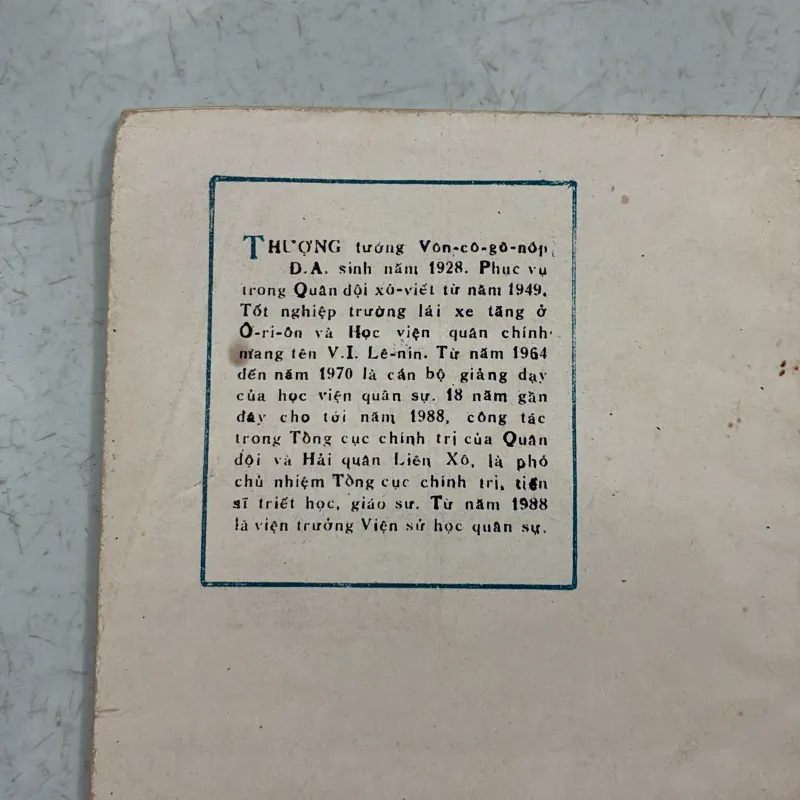 THƯỢNG tướng Vôn-cô-gô-nốp,
Đ.A. sinh năm 1928. Phục vụ
trong Quân đội xô-viết từ năm 1949.
Tốt nghiệp trường lái xe tăng ở
Ô-ri-ôn và Học viện quân chính
mang tên V.I. Lê-nin. Từ năm 1964
đến năm 1970 là cán bộ giảng dạy
của học viện quân sự. 18 năm gần
đây cho tới năm 1988, công tác
trong Tổng cục chính trị của Quân
đội và Hải quân Liên Xô, là phó
chủ nhiệm Tổng cục chính trị, tiến
sĩ triết học, giáo sư. Từ năm 1988
là viện trưởng Viện sử học quân sự.